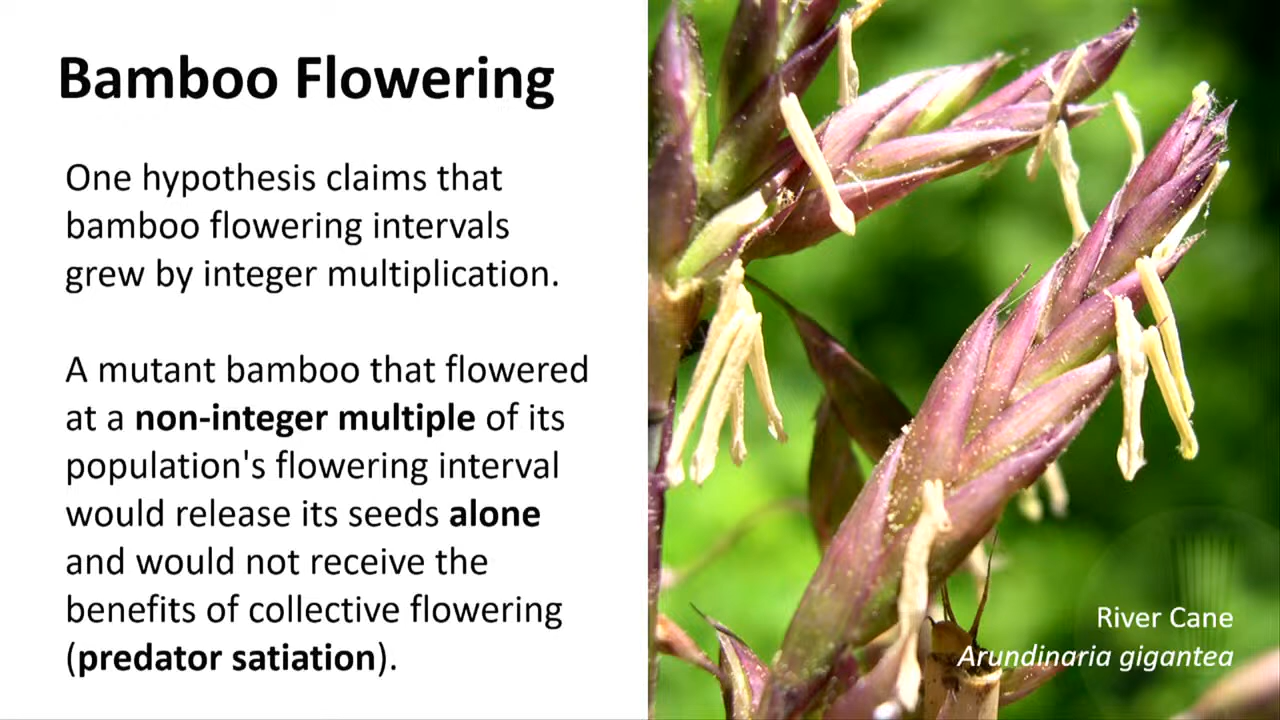 Bamboo Flowering
One hypothesis claims that
bamboo flowering intervals
grew by integer multiplication.
A mutant bamboo that flowered
at a non-integer multiple of its
population's flowering interval
would release its seeds alone
and would not receive the
benefits of collective flowering
(predator satiation).
River Cane
Arundinaria gigantea